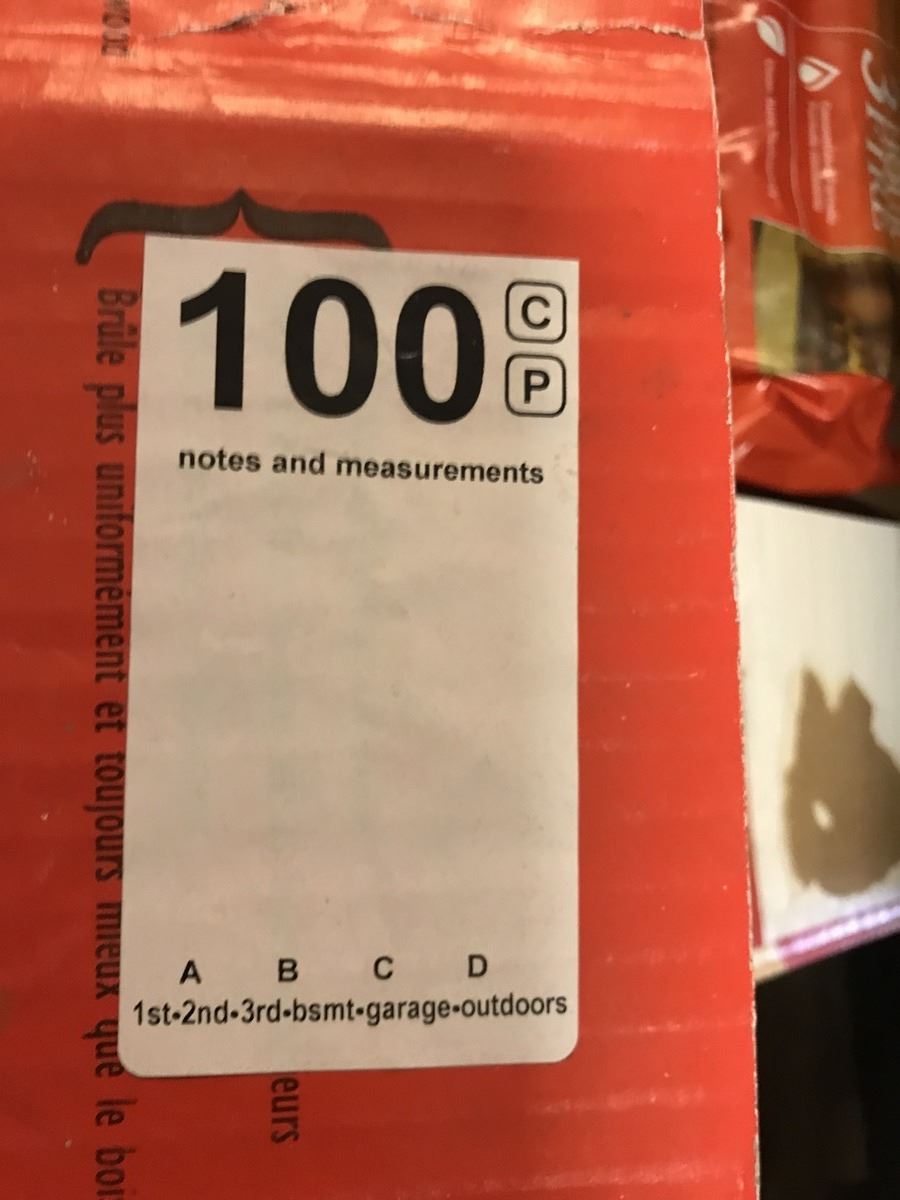 100
C
P
notes and measurements
A B C D
1st•2nd•3rd•bsmt•garage•outdoors
Brûle plus uniformément et toujours mieux que le boi
eurs